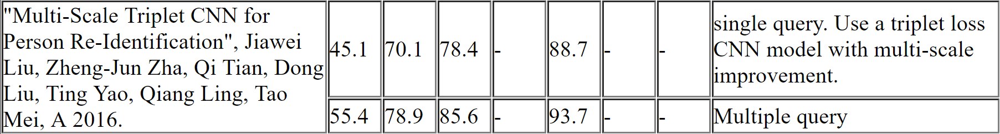 "Multi-Scale Triplet CNN for
Person Re-Identification", Jiawei
Liu, Zheng-Jun Zha, Qi Tian, Dong
Liu, Ting Yao, Qiang Ling, Tao
Mei, A 2016.
45.1 70.1 78.4 - 88.7 - -
single query. Use a triplet loss
CNN model with multi-scale
improvement.
55.4 78.9 85.6 - 93.7 - - Multiple query